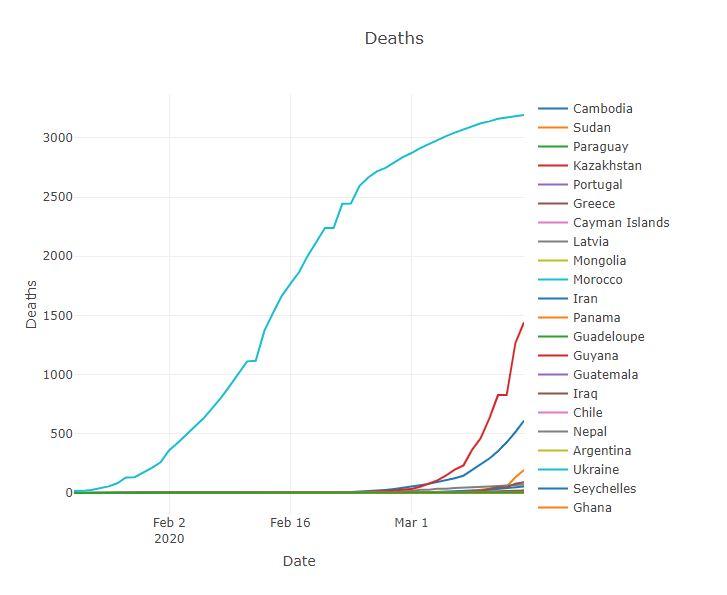 Deaths
3000
2500
2000
1500
1000
500
0
Deaths
Feb 2
2020
Feb 16
Mar 1
Date
Cambodia
Sudan
Paraguay
Kazakhstan
Portugal
Greece
Cayman Islands
Latvia
Mongolia
Morocco
Iran
Panama
Guadeloupe
Guyana
Guatemala
Iraq
Chile
Nepal
Argentina
Ukraine
Seychelles
Ghana